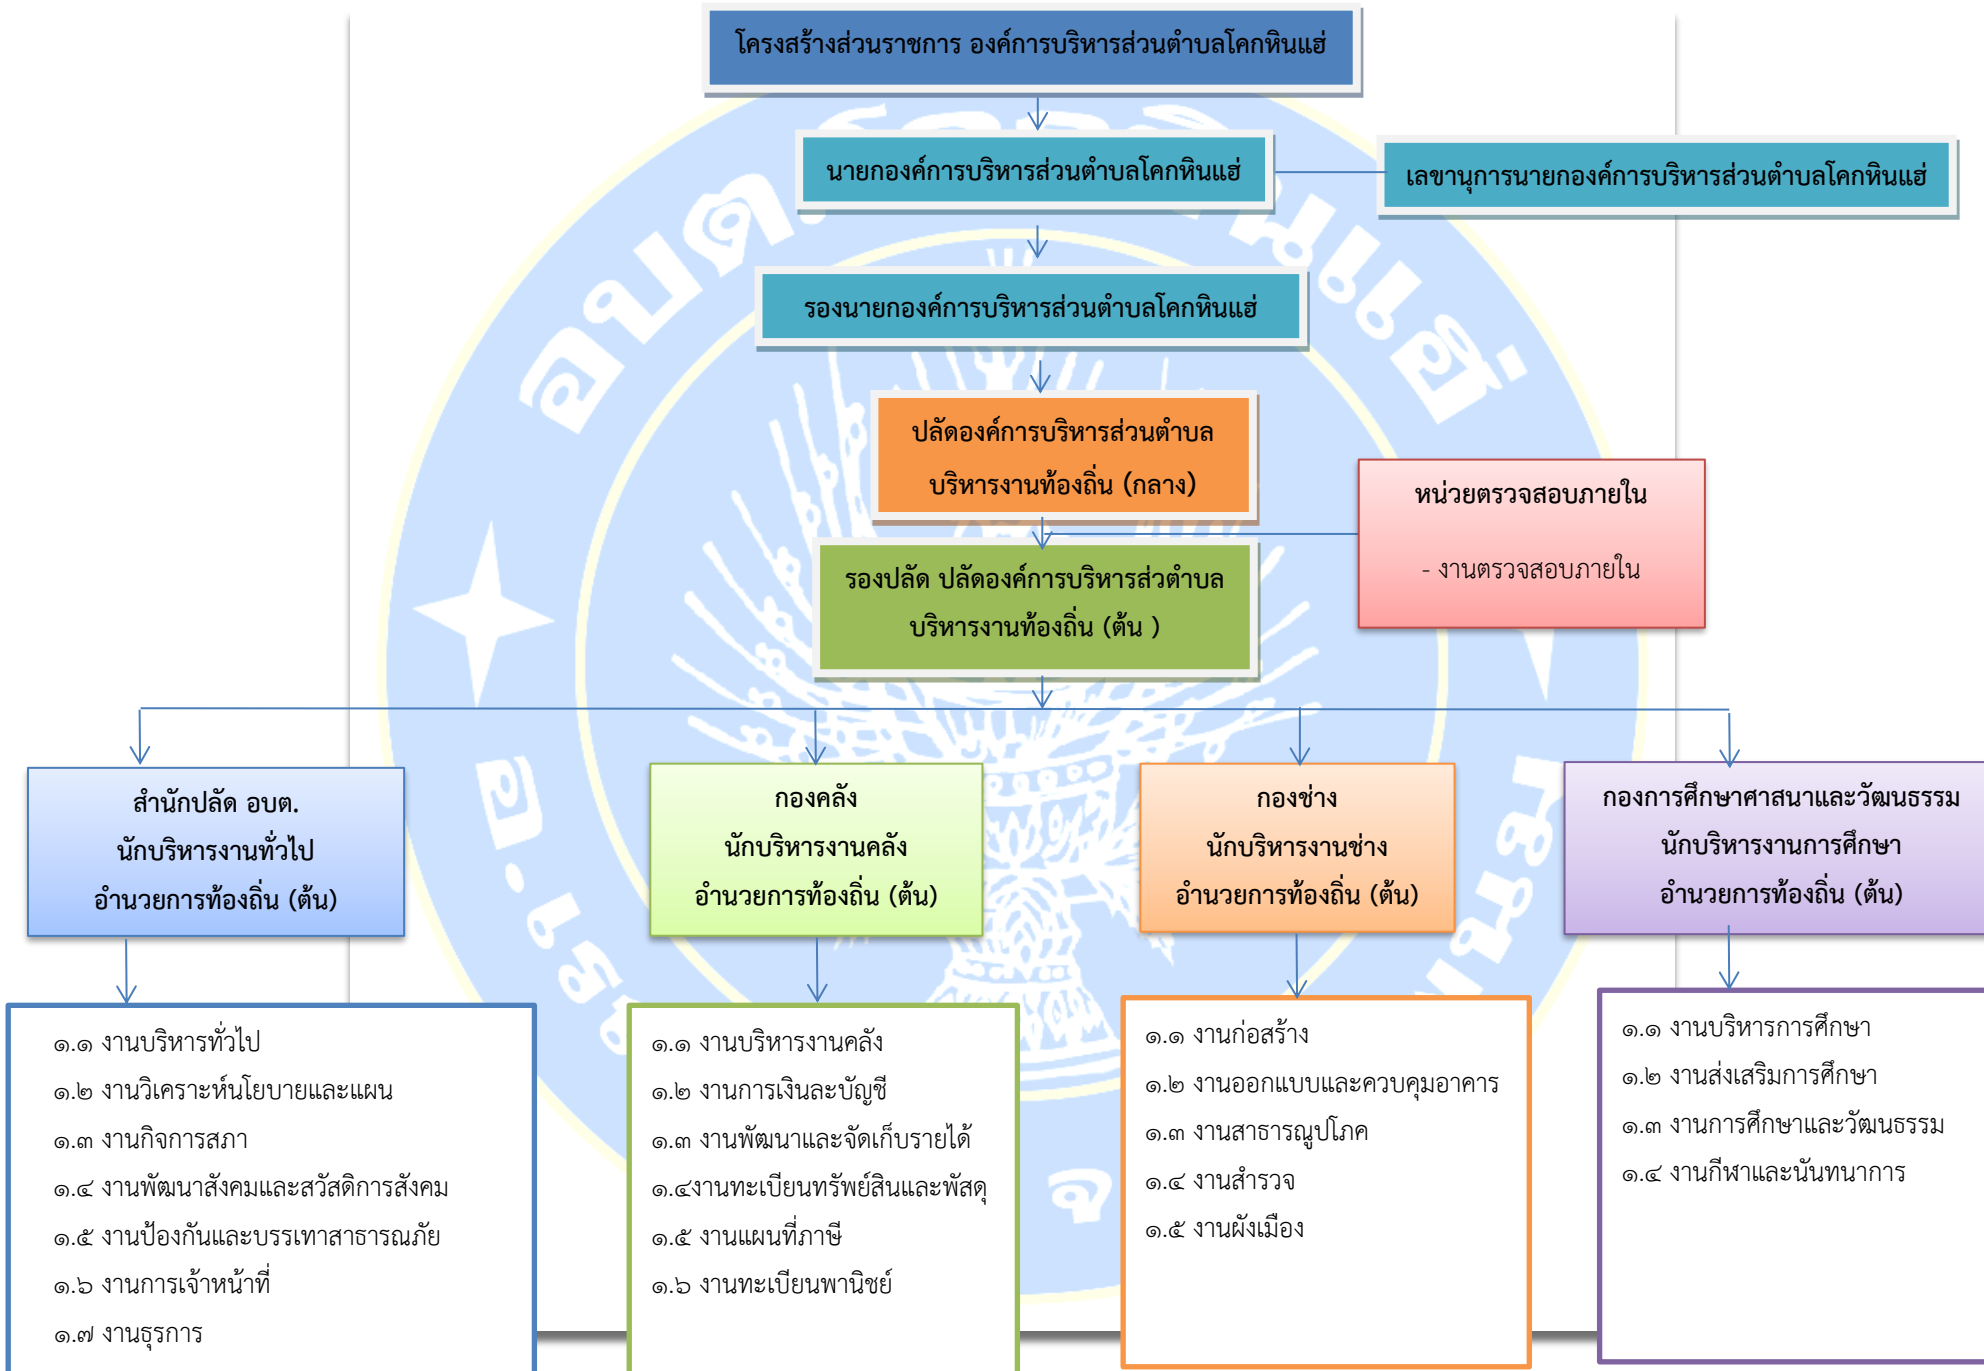 โครงสร้างส่วนราชการ องค์การบริหารส่วนตำบลโคกหินแฮ่
นายกองค์การบริหารส่วนตำบลโคกหินแฮ่
เลขานุการนายกองค์การบริหารส่วนตำบลโคกหินแฮ่
รองนายกองค์การบริหารส่วนตำบลโคกหินแฮ่
ปลัดองค์การบริหารส่วนตำบล
บริหารงานท้องถิ่น (กลาง)
หน่วยตรวจสอบภายใน
- งานตรวจสอบภายใน
รองปลัด ปลัดองค์การบริหารส่วตำบล
บริหารงานท้องถิ่น (ต้น )
สำนักปลัด อบต.
นักบริหารงานทั่วไป
อำนวยการท้องถิ่น (ต้น)
กองคลัง
นักบริหารงานคลัง
อำนวยการท้องถิ่น (ต้น)
กองช่าง
นักบริหารงานช่าง
อำนวยการท้องถิ่น (ต้น)
กองการศึกษาศาสนาและวัฒนธรรม
นักบริหารงานการศึกษา
อำนวยการท้องถิ่น (ต้น)
๑.๑ งานบริหารทั่วไป
๑.๒ งานวิเคราะห์นโยบายและแผน
๑.๓ งานกิจการสภา
๑.๔ งานพัฒนาสังคมและสวัสดิการสังคม
๑.๕ งานป้องกันและบรรเทาสาธารณภัย
๑.๖ งานการเจ้าหน้าที่
๑.๗ งานธุรการ
๑.๑ งานบริหารงานคลัง
๑.๒ งานการเงินละบัญชี
๑.๓ งานพัฒนาและจัดเก็บรายได้
๑.๔งานทะเบียนทรัพย์สินและพัสดุ
๑.๕ งานแผนที่ภาษี
๑.๖ งานทะเบียนพานิชย์
๑.๑ งานก่อสร้าง
๑.๒ งานออกแบบและควบคุมอาคาร
๑.๓ งานสาธารณูปโภค
๑.๔ งานสำรวจ
๑.๕ งานผังเมือง
๑.๑ งานบริหารการศึกษา
๑.๒ งานส่งเสริมการศึกษา
๑.๓ งานการศึกษาและวัฒนธรรม
๑.๔ งานกีฬาและนันทนาการ